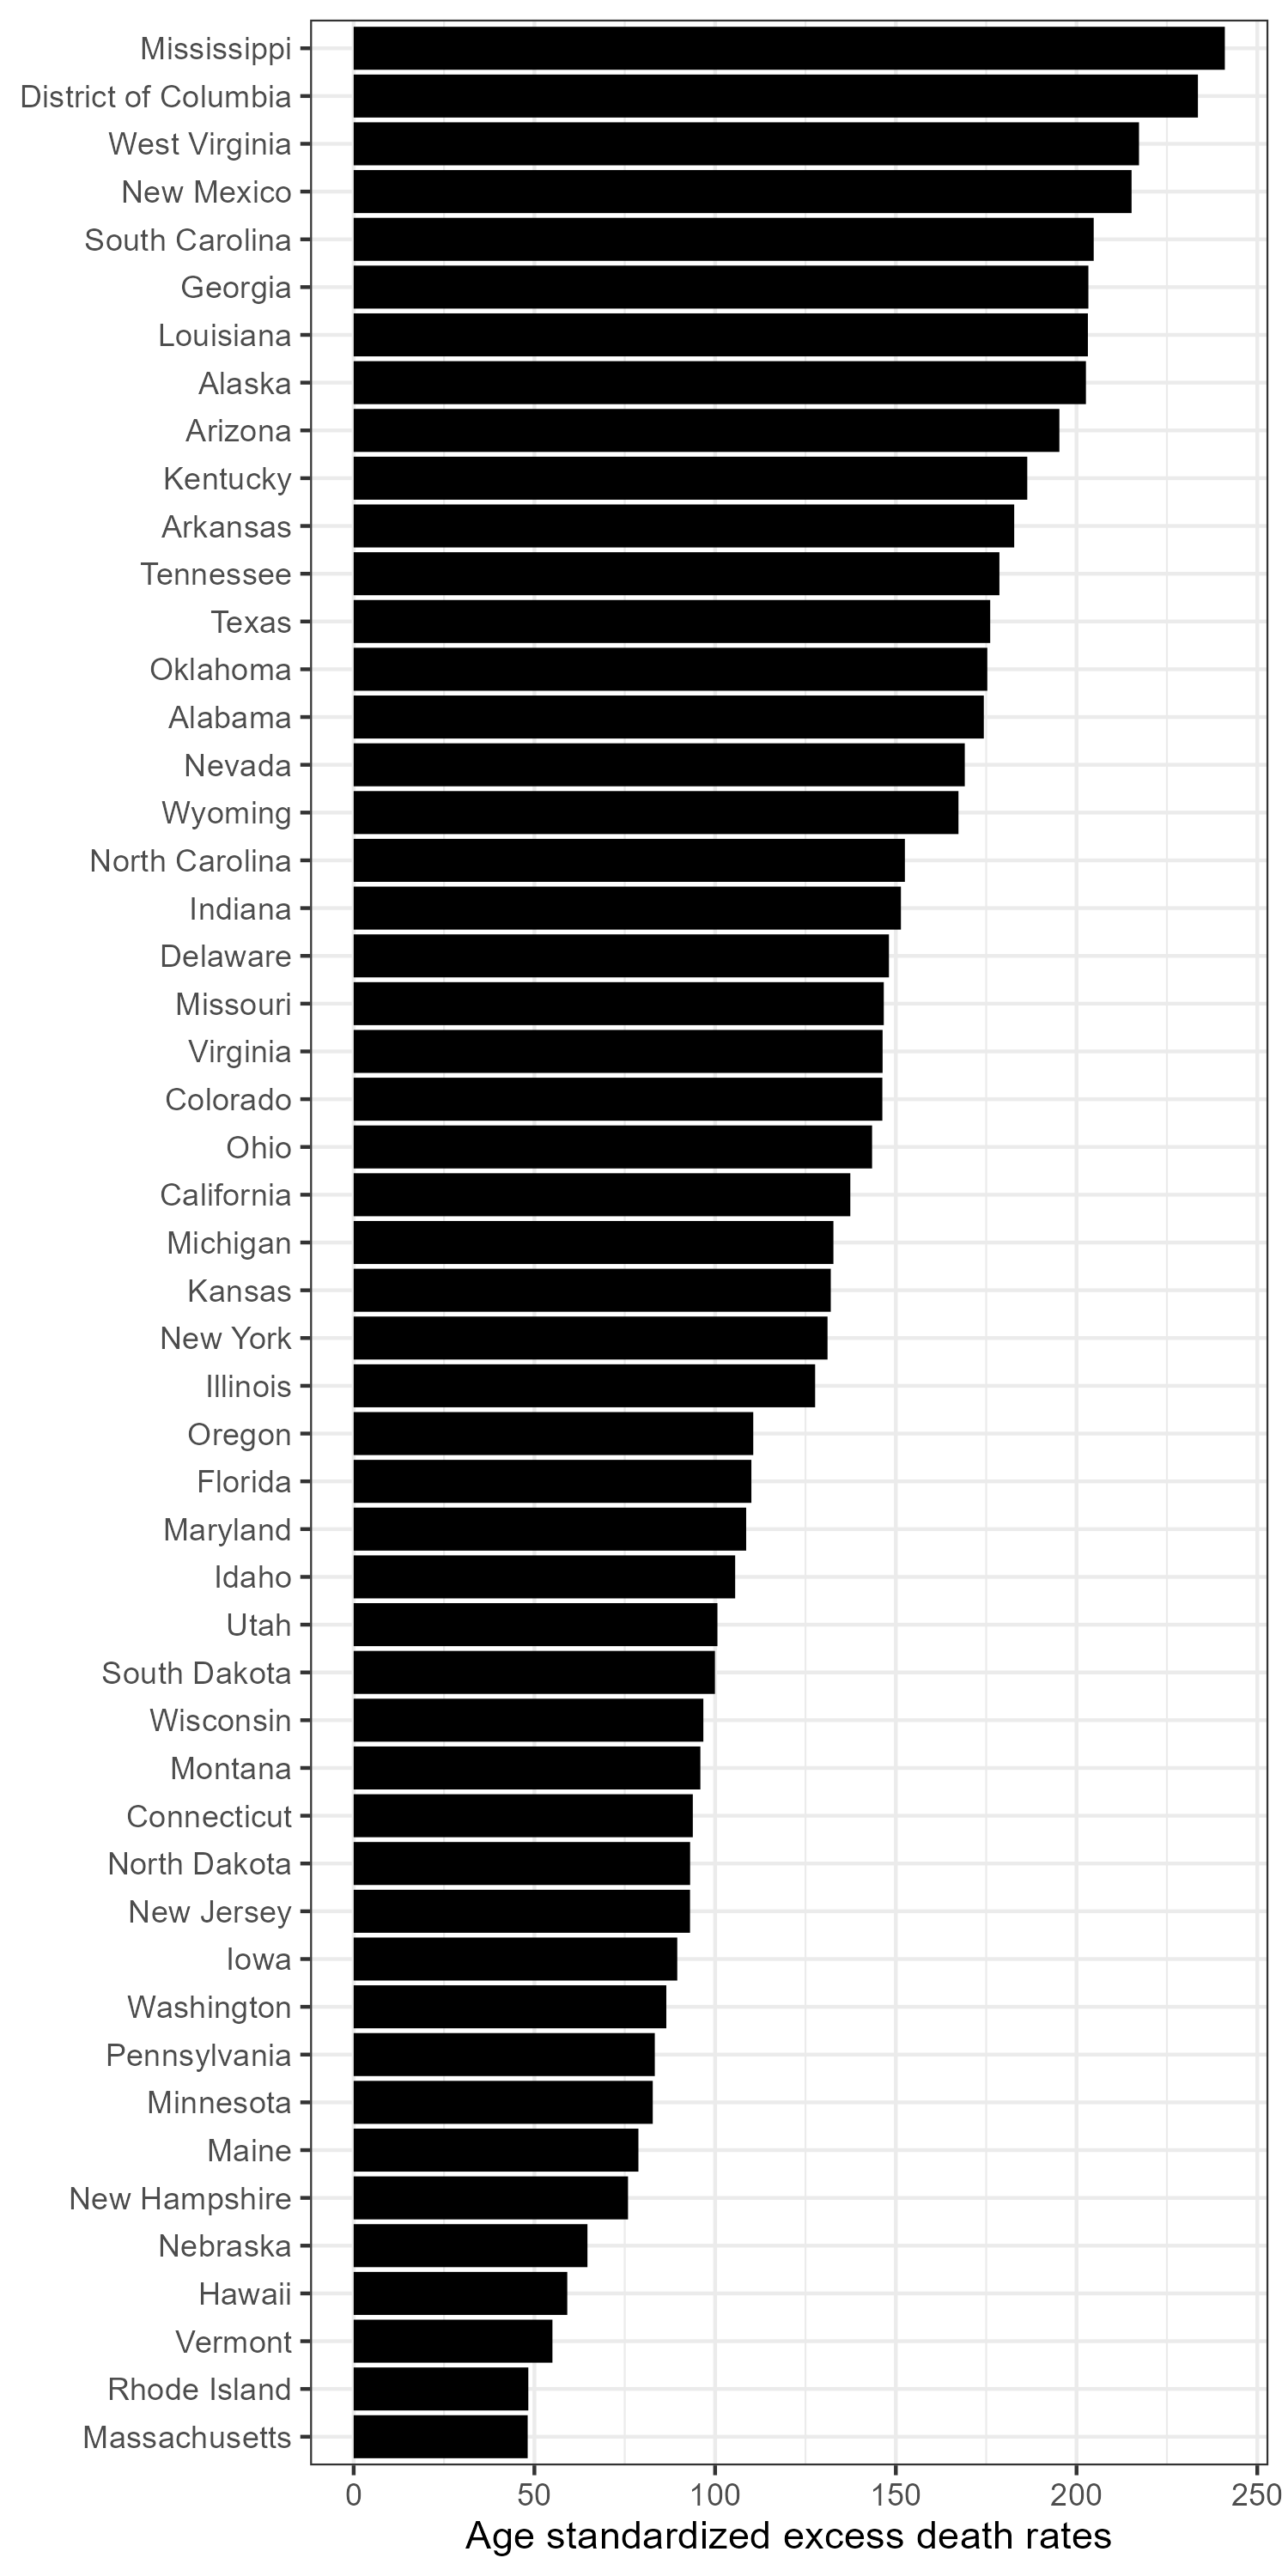 Mississippi
District of Columbia
West Virginia
New Mexico
South Carolina
Georgia
Louisiana
Alaska
Arizona
Kentucky
Arkansas
Tennessee
Texas
Oklahoma
Alabama
Nevada
Wyoming
North Carolina
Indiana
Delaware
Missouri
Virginia
Colorado
Ohio
California
Michigan
Kansas
New York
Illinois
Oregon
Florida
Maryland
Idaho
Utah
South Dakota
Wisconsin
Montana
Connecticut
North Dakota
New Jersey
Iowa
Washington
Pennsylvania
Minnesota
Maine
New Hampshire
Nebraska
Hawaii
Vermont
Rhode Island
Massachusetts
0 50 100 150 200 250
Age standardized excess death rates